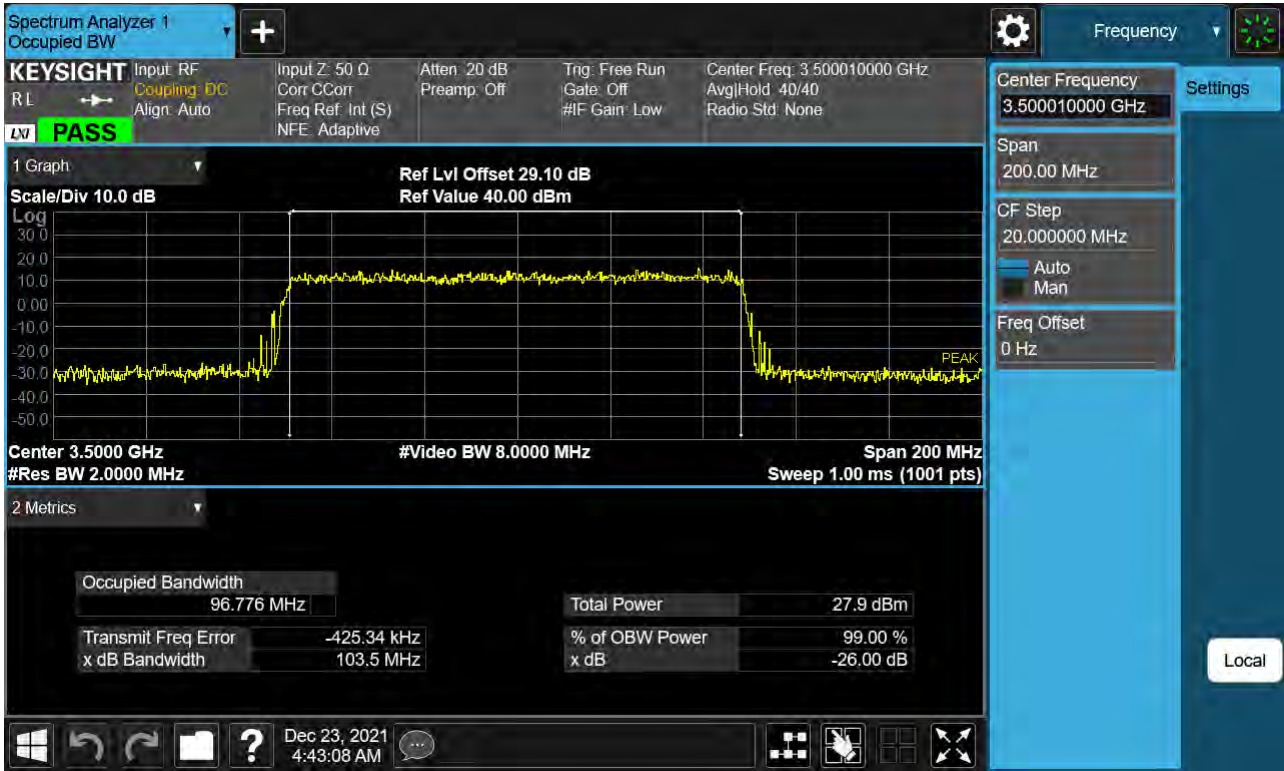 Spectrum Analyzer 1
Occupied BW
+
Frequency
KEYSIGHT
R L
LXI PASS
Input: RF
Coupling: DC
Align: Auto
Input Z: 50 Ω
Corr CCorr
Freq Ref: Int (S)
NFE: Adaptive
Atten: 20 dB
Preamp: Off
Trig: Free Run
Gate: Off
#IF Gain: Low
Center Freq: 3.500010000 GHz
Avg|Hold: 40/40
Radio Std: None
Center Frequency
3.500010000 GHz
Settings
Span
200.00 MHz
CF Step
20.000000 MHz
Auto
Man
Freq Offset
0 Hz
Local
1 Graph
Scale/Div 10.0 dB
Ref Lvl Offset 29.10 dB
Ref Value 40.00 dBm
Log
30.0
20.0
10.0
0.00
-10.0
-20.0
-30.0
-40.0
-50.0
PEAK
Center 3.5000 GHz
#Video BW 8.0000 MHz
Span 200 MHz
#Res BW 2.0000 MHz
Sweep 1.00 ms (1001 pts)
2 Metrics
Occupied Bandwidth
96.776 MHz
Total Power 27.9 dBm
Transmit Freq Error -425.34 kHz
% of OBW Power 99.00 %
x dB Bandwidth 103.5 MHz
x dB -26.00 dB
?
Dec 23, 2021
4:43:08 AM